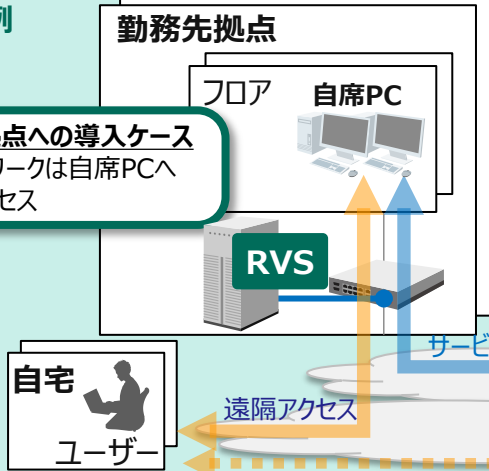 例
勤務先拠点
フロア
自席PC
点への導入ケース
ワークは自席PCへ
セス
RVS
サービ
自宅
遠隔アクセス
ユーザー